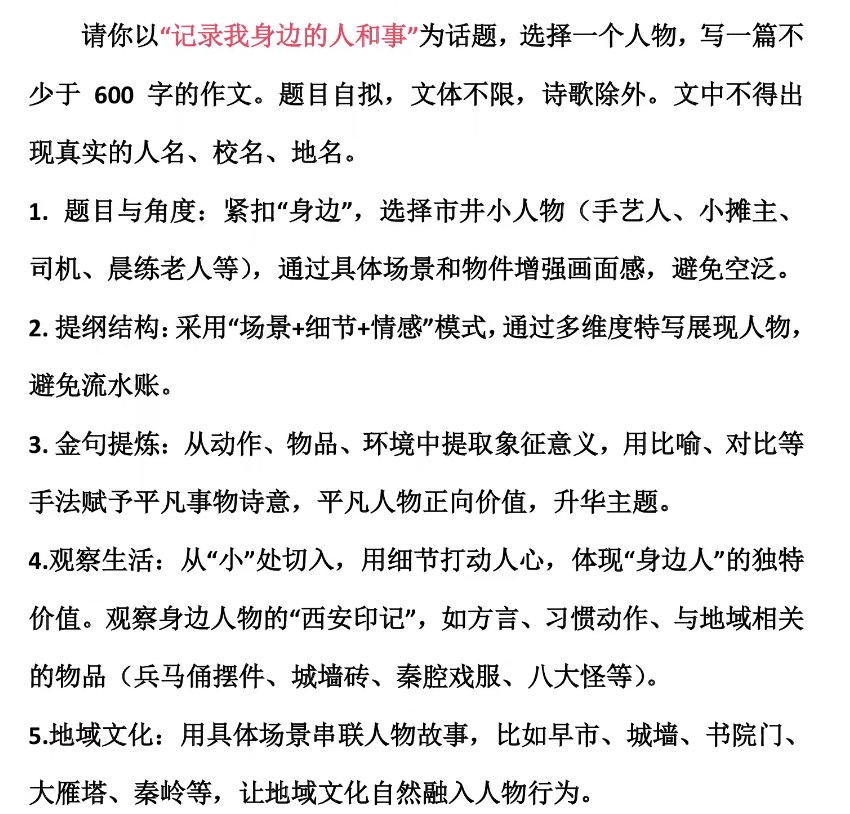 请你以“记录我身边的人和事”为话题，选择一个人物，写一篇不
少于 600 字的作文。题目自拟，文体不限，诗歌除外。文中不得出
现真实的人名、校名、地名。
1. 题目与角度：紧扣“身边”，选择市井小人物（手艺人、小摊主、
司机、晨练老人等），通过具体场景和物件增强画面感，避免空泛。
2. 提纲结构：采用“场景+细节+情感”模式，通过多维度特写展现人物，
避免流水账。
3. 金句提炼：从动作、物品、环境中提取象征意义，用比喻、对比等
手法赋予平凡事物诗意，平凡人物正向价值，升华主题。
4.观察生活：从“小”处切入，用细节打动人心，体现“身边人”的独特
价值。观察身边人物的“西安印记”，如方言、习惯动作、与地域相关
的物品（兵马俑摆件、城墙砖、秦腔戏服、八大怪等）。
5.地域文化：用具体场景串联人物故事，比如早市、城墙、书院门、
大雁塔、秦岭等，让地域文化自然融入人物行为。